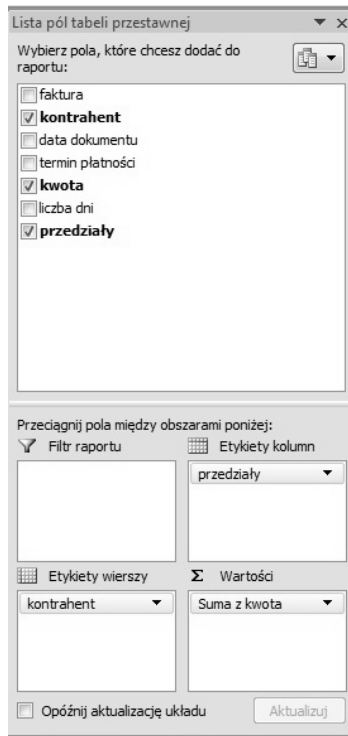 Lista pól tabeli przestawnej
Wybierz pola, które chcesz dodać do
raportu:
faktura
kontrahent
data dokumentu
termin płatności
kwota
liczba dni
przedziały
Przeciągnij pola między obszarami poniżej:
Filtr raportu
Etykiety kolumn
przedziały
Etykiety wierszy
Σ Wartości
kontrahent
Suma z kwota
Opóźnij aktualizację układu
Aktualizuj